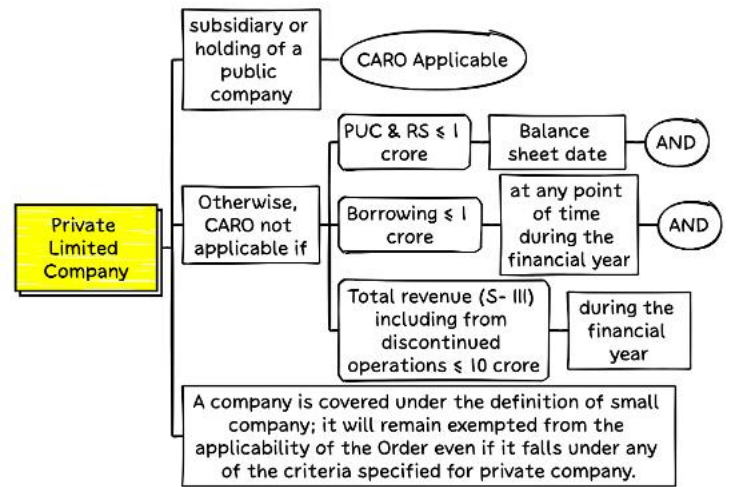 Private
Limited
Company
subsidiary or
holding of a
public
company
CARO Applicable
Otherwise,
CARO not
applicable if
PUC & RS ≤ 1
crore
Balance
sheet date
AND
Borrowing ≤ 1
crore
at any point
of time
during the
financial year
AND
Total revenue (S- III)
including from
discontinued
operations ≤ 10 crore
during the
financial
year
A company is covered under the definition of small
company; it will remain exempted from the
applicability of the Order even if it falls under any
of the criteria specified for private company.